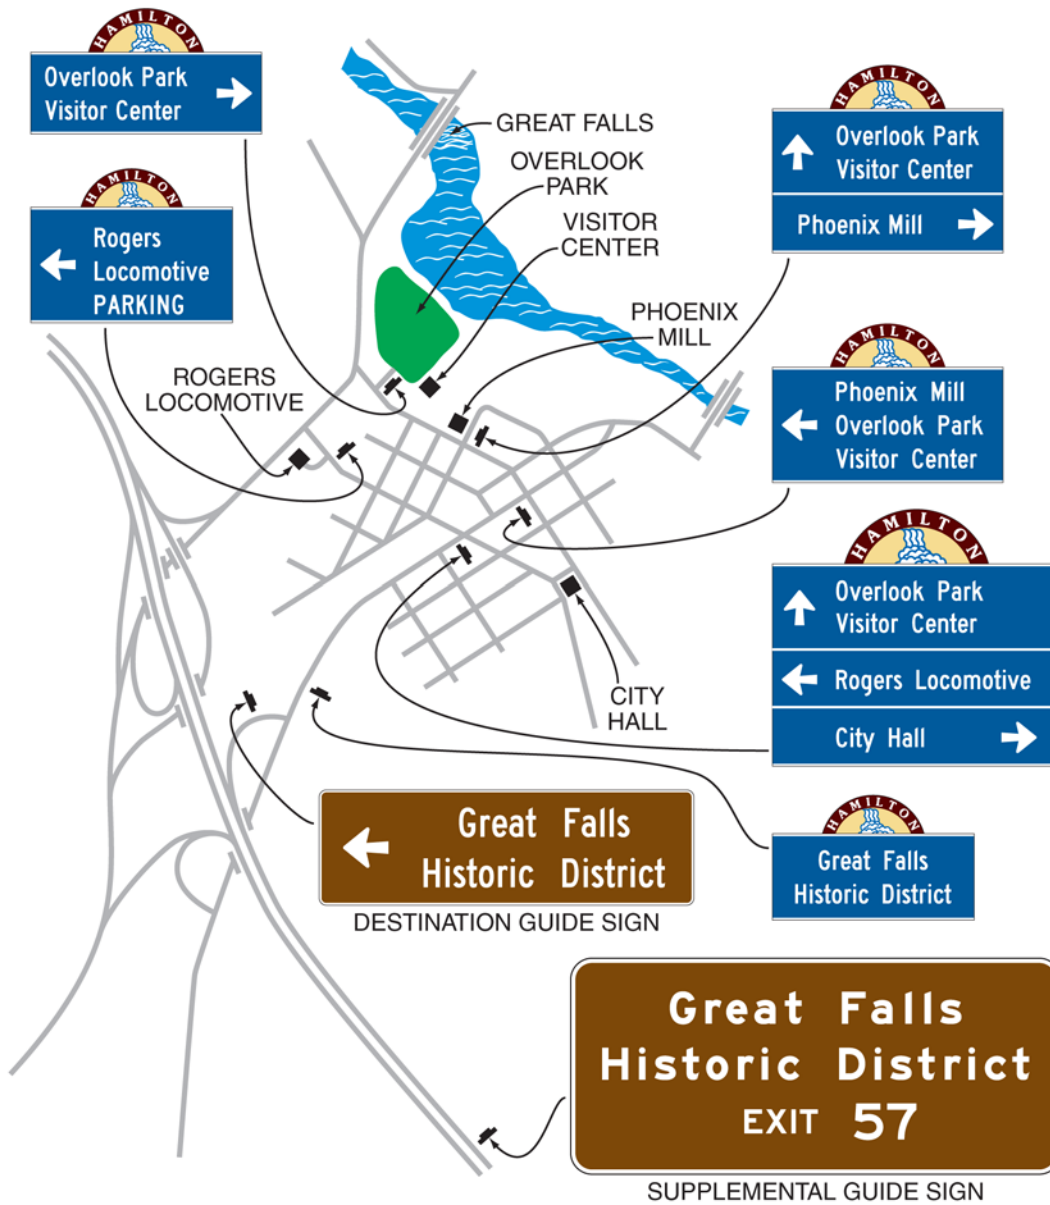 HAMILTON
Overlook Park
Visitor Center
HAMILTON
Rogers
Locomotive
PARKING
GREAT FALLS
OVERLOOK
PARK
VISITOR
CENTER
PHOENIX
MILL
ROGERS
LOCOMOTIVE
CITY
HALL
HAMILTON
Overlook Park
Visitor Center
Phoenix Mill
HAMILTON
Phoenix Mill
Overlook Park
Visitor Center
HAMILTON
Overlook Park
Visitor Center
Rogers Locomotive
City Hall
HAMILTON
Great Falls
Historic District
Great Falls
Historic District
DESTINATION GUIDE SIGN
Great Falls
Historic District
EXIT 57
SUPPLEMENTAL GUIDE SIGN